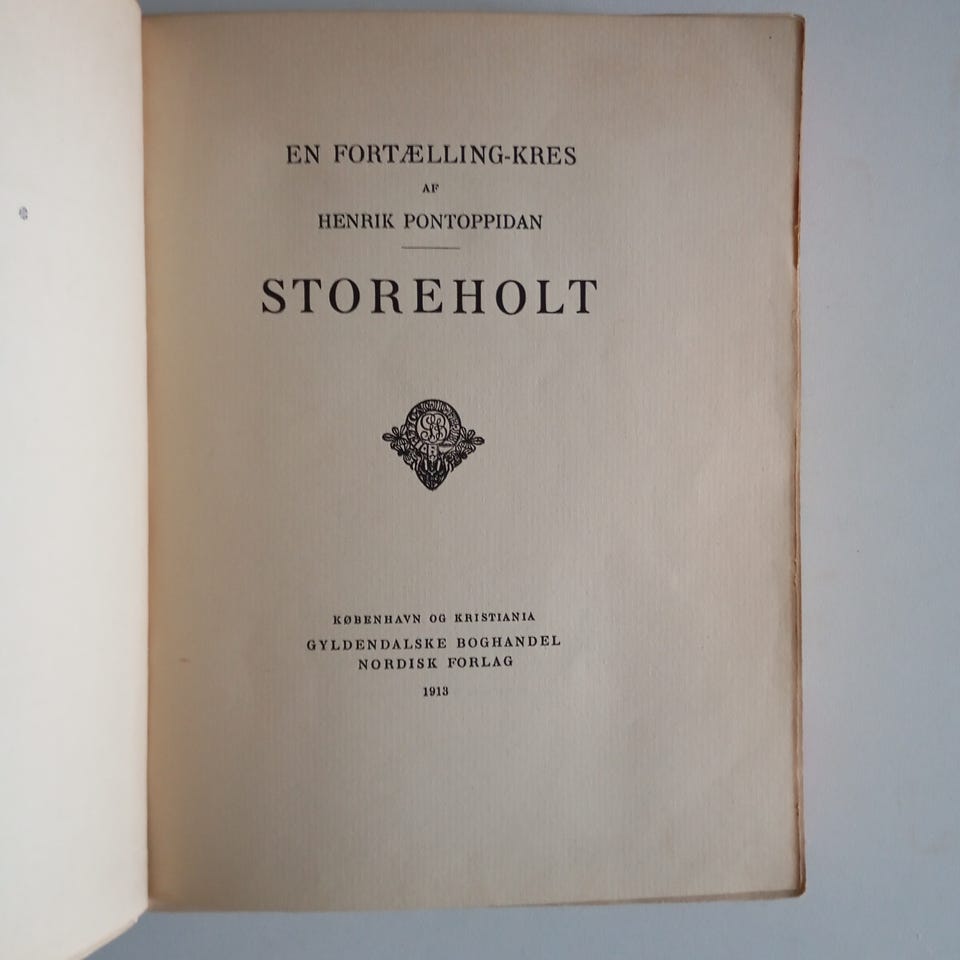 EN FORTÆLLING-KRES
AF
HENRIK PONTOPPIDAN
STOREHOLT
KØBENHAVN OG KRISTIANIA
GYLDENDALSKE BOGHANDEL
NORDISK FORLAG
1913